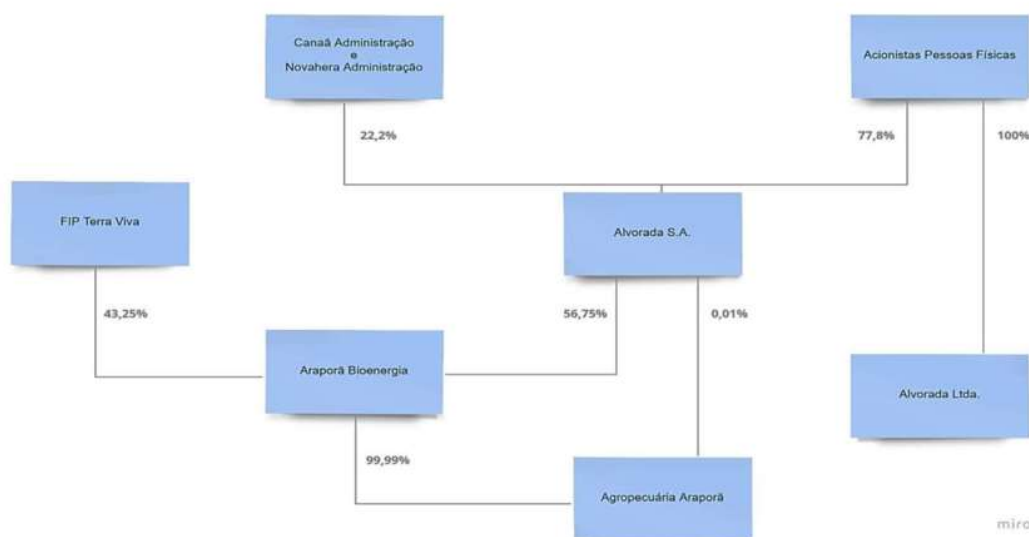 Canaã Administração
e
Novahera Administração
Acionistas Pessoas Físicas
22,2%
77,8%
100%
FIP Terra Viva
Alvorada S.A.
43,25%
56,75%
0,01%
Araporã Bioenergia
Alvorada Ltda.
99,99%
Agropecuária Araporã
miro